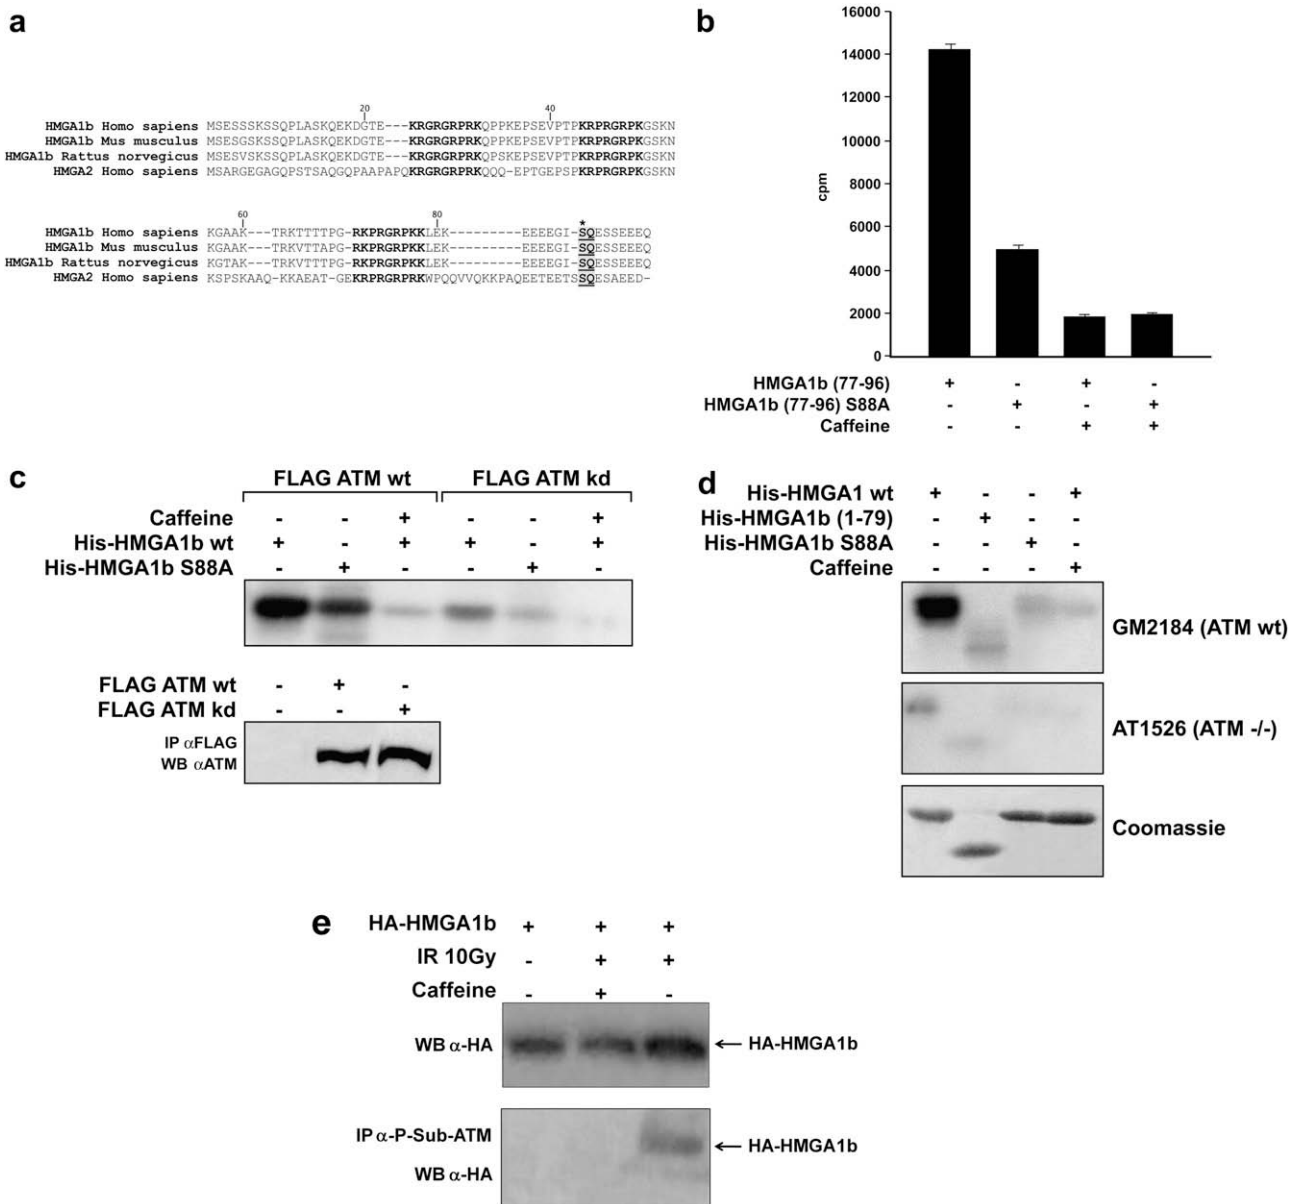 a
20 40
HMGA1b Homo sapiens MSESSSKSSQPLASKQEKDGTE---KRGRGRPRKQPPKEPSEVPTPKRPRGRPKGSKN
HMGA1b Mus musculus MSESGSKSSQPLASKQEKDGTE---KRGRGRPRKQPPKEPSEVPTPKRPRGRPKGSKN
HMGA1b Rattus norvegicus MSESVSKSSQPLASKQEKDGTE---KRGRGRPRKQPPKEPSEVPTPKRPRGRPKGSKN
HMGA2 Homo sapiens MSARGEGAGQPSTSAQGQPAAPAPQKRGRGRPRKQQQ-EPTGEPSPKRPRGRPKGSKN
60 80 *
HMGA1b Homo sapiens KGAAK---TRKTTTTPG-RKPRGRPKKLEK---------EEEEGI-SQESSEEEQ
HMGA1b Mus musculus KGAAK---TRKVTTAPG-RKPRGRPKKLEK---------EEEEGI-SQESSEEEQ
HMGA1b Rattus norvegicus KGTAK---TRKVTTTPG-RKPRGRPKKLEK---------EEEEGI-SQESSEEEQ
HMGA2 Homo sapiens KSPSKAAQ-KKAEAT-GEKRPRGRPRKWPQQVVQKKPAQEETEETSSQESAEED-
b
16000
14000
12000
10000
8000
6000
4000
2000
0
cpm
HMGA1b (77-96) + - + -
HMGA1b (77-96) S88A - + - +
Caffeine - - + +
c
FLAG ATM wt FLAG ATM kd
Caffeine - - + - - +
His-HMGA1b wt + - + + - +
His-HMGA1b S88A - + - - + -
FLAG ATM wt - + -
FLAG ATM kd - - +
IP αFLAG
WB αATM
d
His-HMGA1 wt + - - +
His-HMGA1b (1-79) - + - -
His-HMGA1b S88A - - + -
Caffeine - - - +
GM2184 (ATM wt)
AT1526 (ATM -/-)
Coomassie
e
HA-HMGA1b + + +
IR 10Gy - + +
Caffeine - + -
WB α-HA ← HA-HMGA1b
IP α-P-Sub-ATM ← HA-HMGA1b
WB α-HA